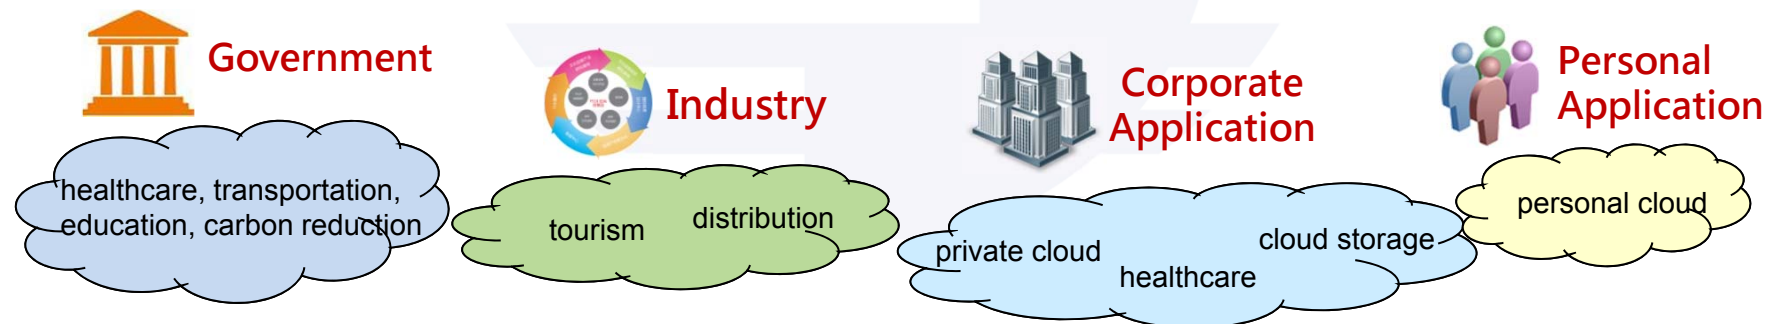 Government
healthcare, transportation,
education, carbon reduction
Industry
tourism
distribution
Corporate
Application
private cloud
cloud storage
healthcare
Personal
Application
personal cloud